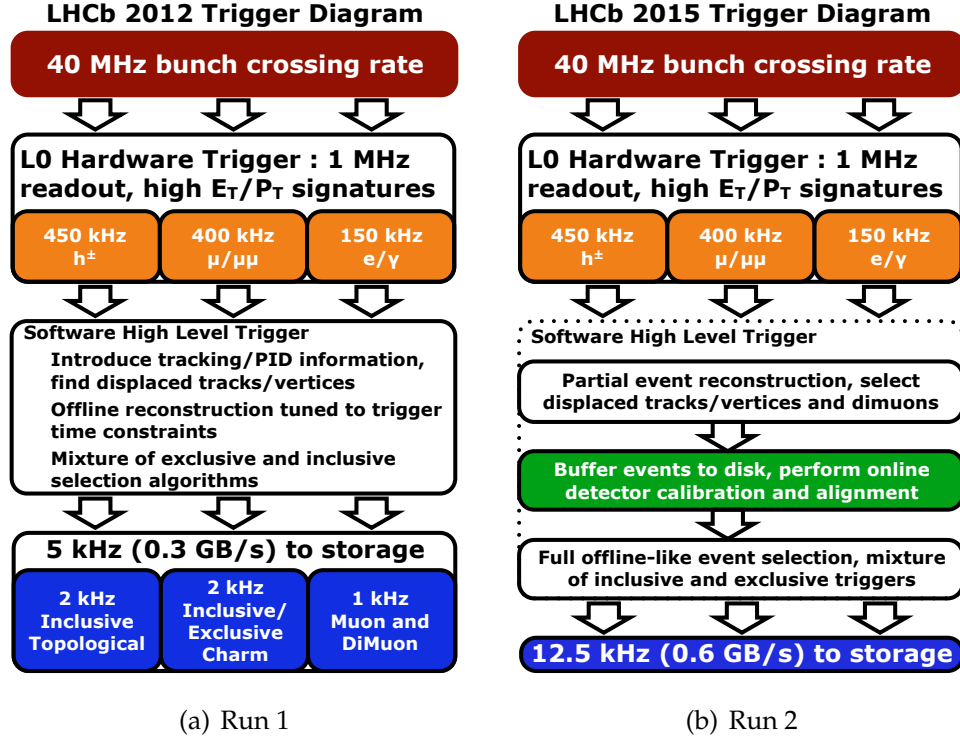 LHCb 2012 Trigger Diagram
40 MHz bunch crossing rate
L0 Hardware Trigger : 1 MHz
readout, high E_T/P_T signatures
450 kHz
h±
400 kHz
μ/μμ
150 kHz
e/γ
Software High Level Trigger
Introduce tracking/PID information,
find displaced tracks/vertices
Offline reconstruction tuned to trigger
time constraints
Mixture of exclusive and inclusive
selection algorithms
5 kHz (0.3 GB/s) to storage
2 kHz
Inclusive
Topological
2 kHz
Inclusive/
Exclusive
Charm
1 kHz
Muon and
DiMuon
(a) Run 1
LHCb 2015 Trigger Diagram
40 MHz bunch crossing rate
L0 Hardware Trigger : 1 MHz
readout, high E_T/P_T signatures
450 kHz
h±
400 kHz
μ/μμ
150 kHz
e/γ
Software High Level Trigger
Partial event reconstruction, select
displaced tracks/vertices and dimuons
Buffer events to disk, perform online
detector calibration and alignment
Full offline-like event selection, mixture
of inclusive and exclusive triggers
12.5 kHz (0.6 GB/s) to storage
(b) Run 2